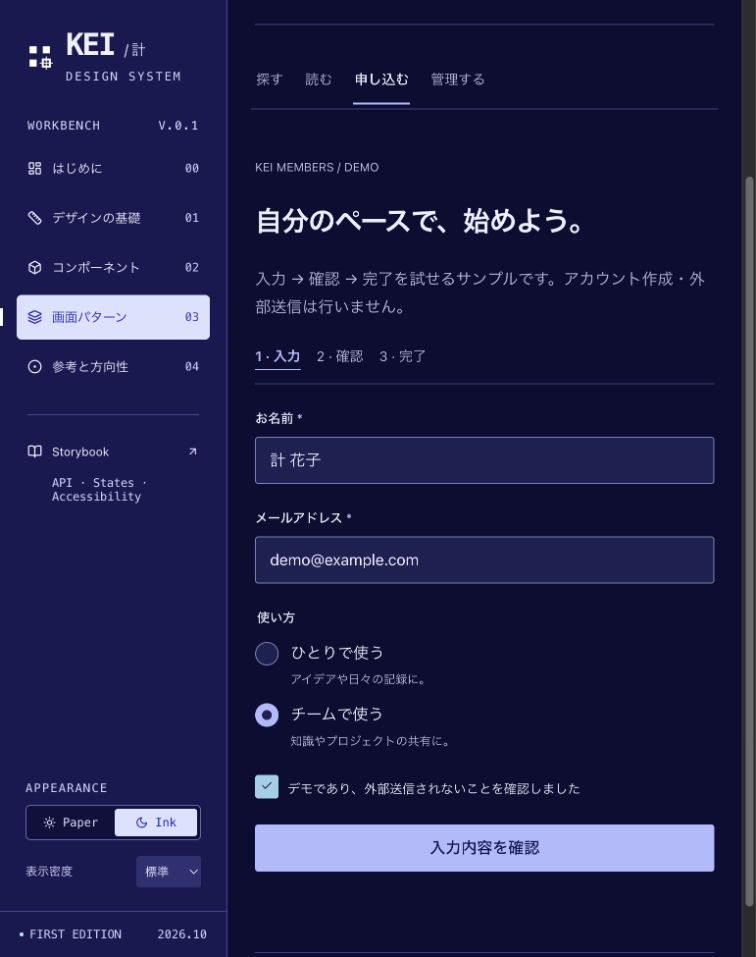 KEI /計
DESIGN SYSTEM
WORKBENCH V.0.1
はじめに 00
デザインの基礎 01
コンポーネント 02
画面パターン 03
参考と方向性 04
Storybook
API · States ·
Accessibility
APPEARANCE
Paper Ink
表示密度 標準
• FIRST EDITION 2026.10
探す 読む 申し込む 管理する
KEI MEMBERS / DEMO
自分のペースで、始めよう。
入力 → 確認 → 完了を試せるサンプルです。アカウント作成・外
部送信は行いません。
1 · 入力 2 · 確認 3 · 完了
お名前 *
計 花子
メールアドレス *
demo@example.com
使い方
ひとりで使う
アイデアや日々の記録に。
チームで使う
知識やプロジェクトの共有に。
デモであり、外部送信されないことを確認しました
入力内容を確認